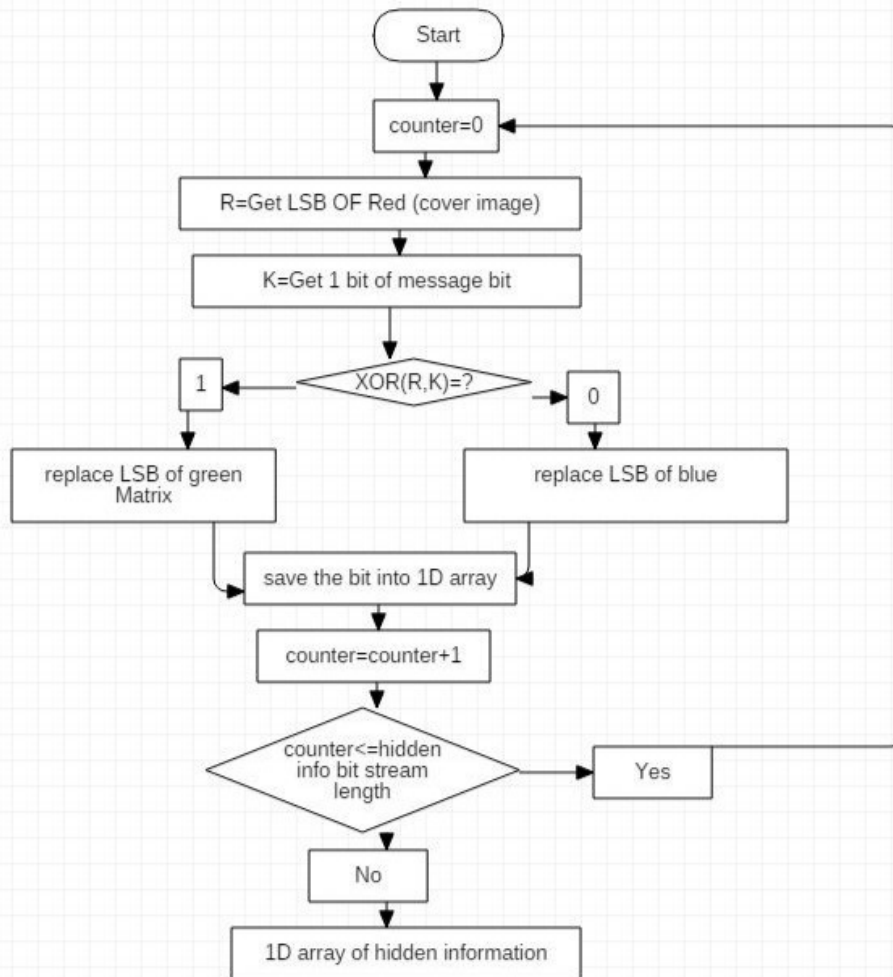 Start
counter=0
R=Get LSB OF Red (cover image)
K=Get 1 bit of message bit
XOR(R,K)=?
1
0
replace LSB of green
Matrix
replace LSB of blue
save the bit into 1D array
counter=counter+1
counter<=hidden
info bit stream
length
Yes
No
1D array of hidden information